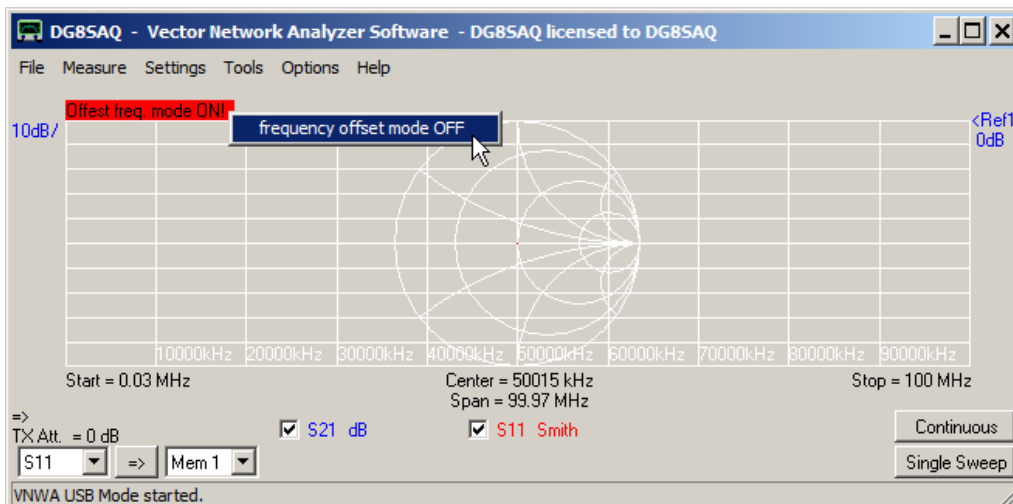 DG8SAQ - Vector Network Analyzer Software - DG8SAQ licensed to DG8SAQ
File Measure Settings Tools Options Help
Offest freq. mode ON!
frequency offset mode OFF
10dB/
<Ref1
0dB
10000kHz 20000kHz 30000kHz 40000kHz 50000kHz 60000kHz 70000kHz 80000kHz 90000kHz
Start = 0.03 MHz Center = 50015 kHz Stop = 100 MHz
Span = 99.97 MHz
=>
TX Att. = 0 dB S21 dB S11 Smith Continuous
S11 => Mem 1 Single Sweep
VNWA USB Mode started.